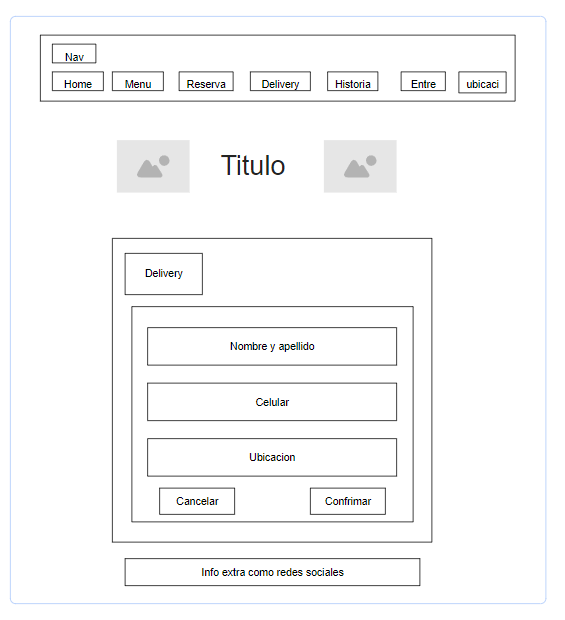 Nav
Home Menu Reserva Delivery Historia Entre ubicaci
Titulo
Delivery
Nombre y apellido
Celular
Ubicacion
Cancelar Confrimar
Info extra como redes sociales